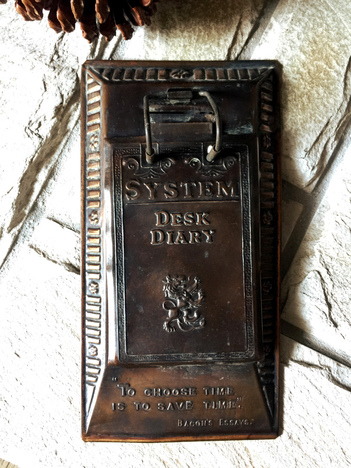 SYSTEM
DESK
DIARY
"TO CHOOSE TIME
IS TO SAVE TIME."
BACON'S ESSAYS.